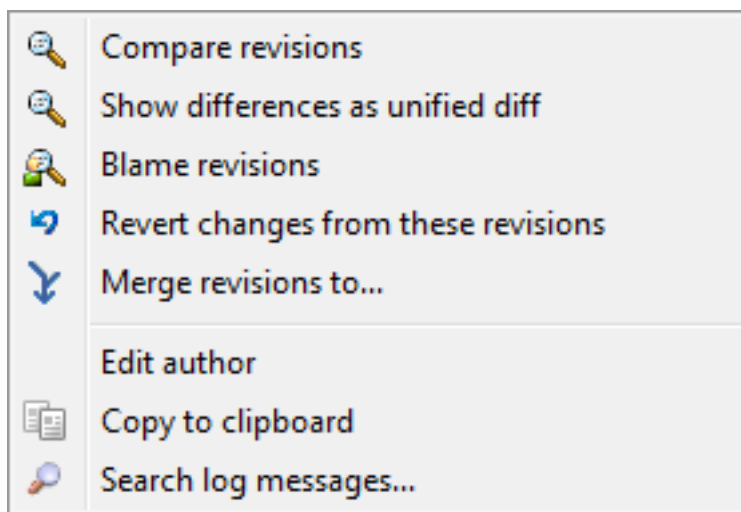 Compare revisions
Show differences as unified diff
Blame revisions
Revert changes from these revisions
Merge revisions to...
Edit author
Copy to clipboard
Search log messages...